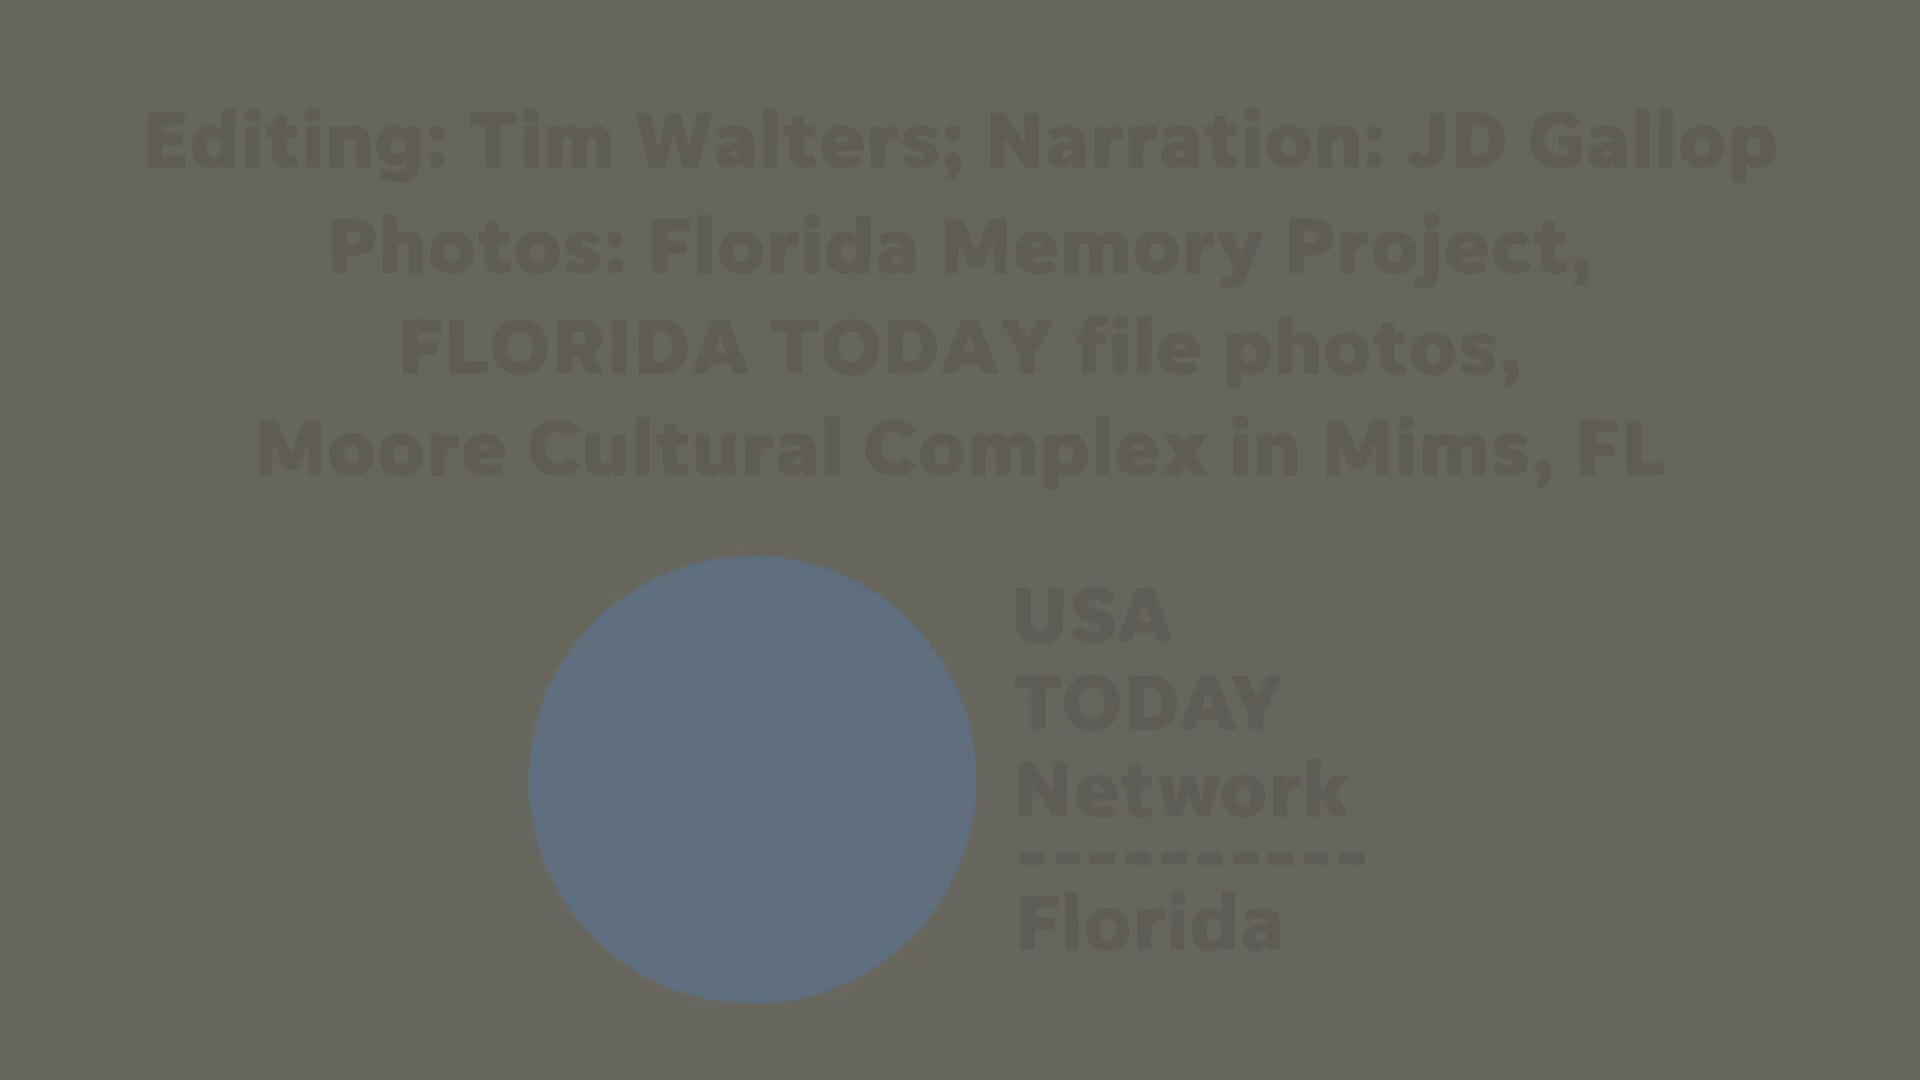 Editing: Tim Walters; Narration: JD Gallop
Photos: Florida Memory Project,
FLORIDA TODAY file photos,
Moore Cultural Complex in Mims, FL
USA
TODAY
Network
Florida